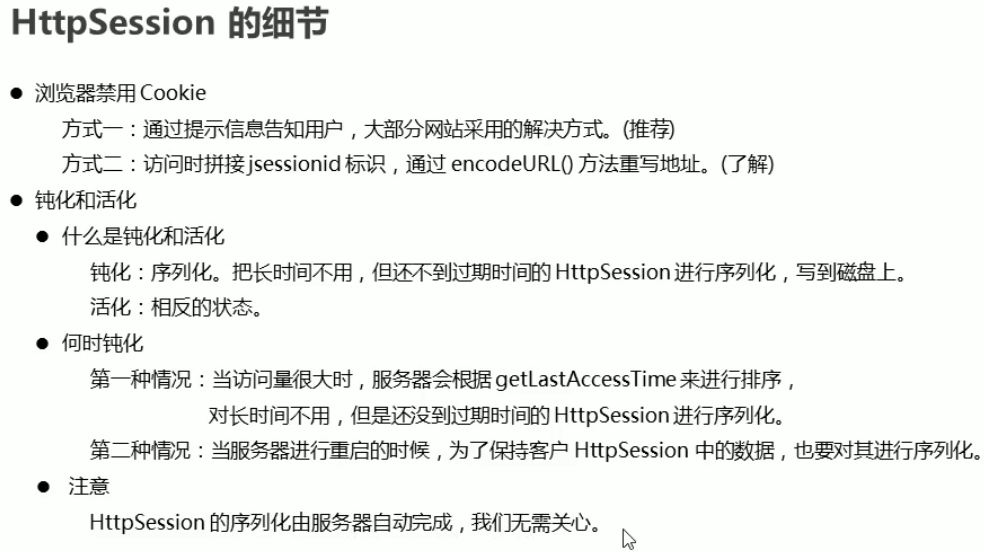 HttpSession 的细节
● 浏览器禁用Cookie
方式一：通过提示信息告知用户，大部分网站采用的解决方式。(推荐)
方式二：访问时拼接 jsessionid 标识，通过 encodeURL() 方法重写地址。(了解)
● 钝化和活化
● 什么是钝化和活化
钝化：序列化。把长时间不用，但还不到过期时间的 HttpSession 进行序列化，写到磁盘上。
活化：相反的状态。
● 何时钝化
第一种情况：当访问量很大时，服务器会根据 getLastAccessTime 来进行排序，
对长时间不用，但是还没到过期时间的 HttpSession 进行序列化。
第二种情况：当服务器进行重启的时候，为了保持客户 HttpSession 中的数据，也要对其进行序列化。
● 注意
HttpSession 的序列化由服务器自动完成，我们无需关心。